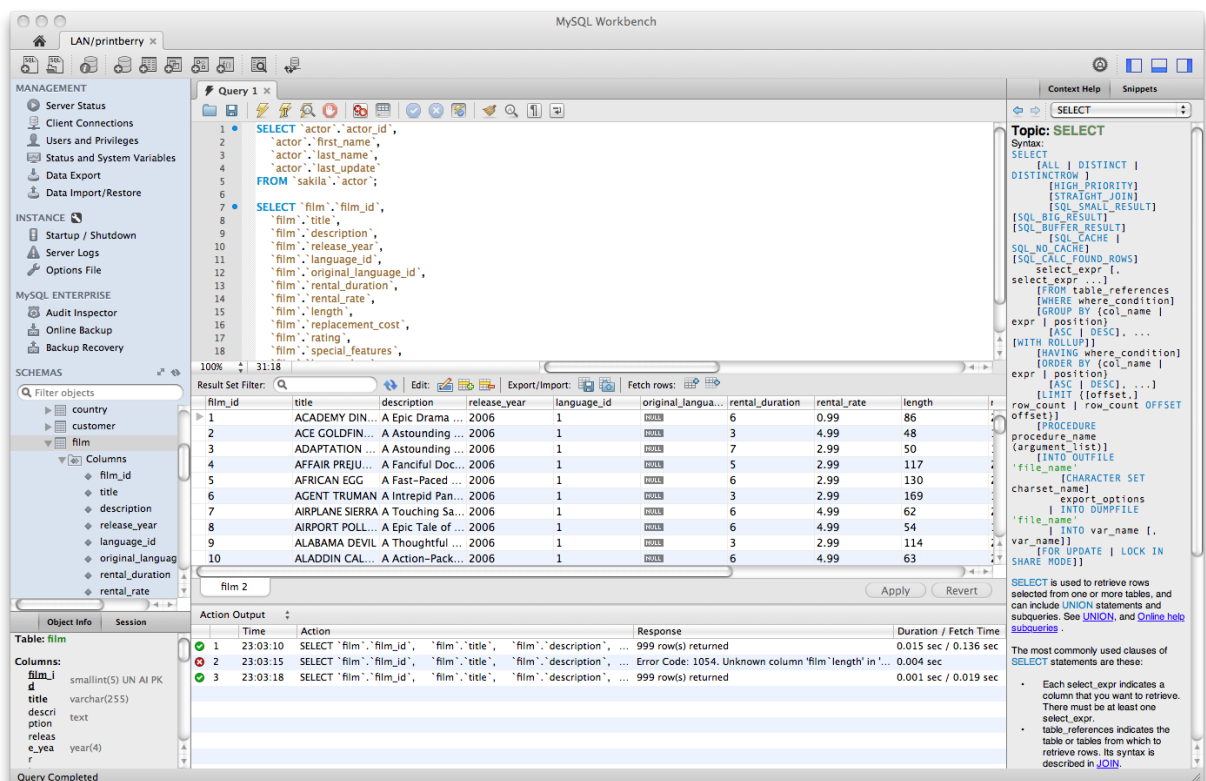 MySQL Workbench
LAN/printberry ×
MANAGEMENT
Server Status
Client Connections
Users and Privileges
Status and System Variables
Data Export
Data Import/Restore
INSTANCE
Startup / Shutdown
Server Logs
Options File
MySQL ENTERPRISE
Audit Inspector
Online Backup
Backup Recovery
SCHEMAS
Filter objects
country
customer
film
Columns
film_id
title
description
release_year
language_id
original_languag
rental_duration
rental_rate
Object Info Session
Table: film
Columns:
film_i
d smallint(5) UN AI PK
title varchar(255)
descri
ption text
releas
e_yea
r year(4)
Query Completed
Query 1 ×
1 SELECT `actor`.`actor_id`,
2 `actor`.`first_name`,
3 `actor`.`last_name`,
4 `actor`.`last_update`
5 FROM `sakila`.`actor`;
6
7 SELECT `film`.`film_id`,
8 `film`.`title`,
9 `film`.`description`,
10 `film`.`release_year`,
11 `film`.`language_id`,
12 `film`.`original_language_id`,
13 `film`.`rental_duration`,
14 `film`.`rental_rate`,
15 `film`.`length`,
16 `film`.`replacement_cost`,
17 `film`.`rating`,
18 `film`.`special_features`,
100% 31:18
Result Set Filter: Edit: Export/Import: Fetch rows:
film_id title description release_year language_id original_langua... rental_duration rental_rate length
1 ACADEMY DIN... A Epic Drama ... 2006 1 NULL 6 0.99 86
2 ACE GOLDFIN... A Astounding ... 2006 1 NULL 3 4.99 48
3 ADAPTATION ... A Astounding ... 2006 1 NULL 7 2.99 50
4 AFFAIR PREJU... A Fanciful Doc... 2006 1 NULL 5 2.99 117
5 AFRICAN EGG A Fast-Paced ... 2006 1 NULL 6 2.99 130
6 AGENT TRUMAN A Intrepid Pan... 2006 1 NULL 3 2.99 169
7 AIRPLANE SIERRA A Touching Sa... 2006 1 NULL 6 4.99 62
8 AIRPORT POLL... A Epic Tale of ... 2006 1 NULL 6 4.99 54
9 ALABAMA DEVIL A Thoughtful ... 2006 1 NULL 3 2.99 114
10 ALADDIN CAL... A Action-Pack... 2006 1 NULL 6 4.99 63
film 2
Apply Revert
Action Output
Time Action Response Duration / Fetch Time
1 23:03:10 SELECT `film`.`film_id`, `film`.`title`, `film`.`description`, ... 999 row(s) returned 0.015 sec / 0.136 sec
2 23:03:15 SELECT `film`.`film_id`, `film`.`title`, `film`.`description`, ... Error Code: 1054. Unknown column 'film`length' in '... 0.004 sec
3 23:03:18 SELECT `film`.`film_id`, `film`.`title`, `film`.`description`, ... 999 row(s) returned 0.001 sec / 0.019 sec
Context Help Snippets
SELECT
Topic: SELECT
Syntax:
SELECT
[ALL | DISTINCT |
DISTINCTROW ]
[HIGH_PRIORITY]
[STRAIGHT_JOIN]
[SQL_SMALL_RESULT]
[SQL_BIG_RESULT]
[SQL_BUFFER_RESULT]
[SQL_CACHE |
SQL_NO_CACHE]
[SQL_CALC_FOUND_ROWS]
select_expr [,
select_expr ...]
[FROM table_references
[WHERE where_condition]
[GROUP BY {col_name |
expr | position}
[ASC | DESC], ...
[WITH ROLLUP]]
[HAVING where_condition]
[ORDER BY {col_name |
expr | position}
[ASC | DESC], ...]
[LIMIT {[offset,]
row_count | row_count OFFSET
offset}]
[PROCEDURE
procedure_name
(argument_list)]
[INTO OUTFILE
'file_name'
[CHARACTER SET
charset_name]
export_options
| INTO DUMPFILE
'file_name'
| INTO var_name [,
var_name]]
[FOR UPDATE | LOCK IN
SHARE MODE]]
SELECT is used to retrieve rows
selected from one or more tables, and
can include UNION statements and
subqueries. See UNION, and Online help
subqueries .
The most commonly used clauses of
SELECT statements are these:
• Each select_expr indicates a
column that you want to retrieve.
There must be at least one
select_expr.
• table_references indicates the
table or tables from which to
retrieve rows. Its syntax is
described in JOIN.